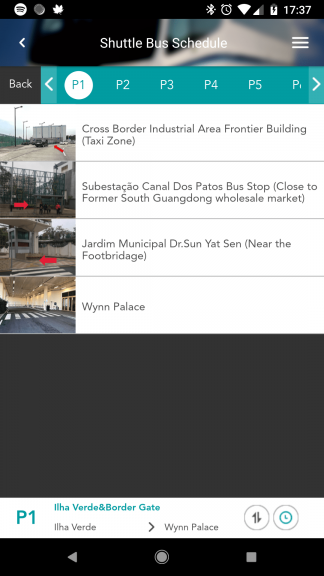 17:37
Shuttle Bus Schedule
Back P1 P2 P3 P4 P5
Cross Border Industrial Area Frontier Building
(Taxi Zone)
Subestação Canal Dos Patos Bus Stop (Close to
Former South Guangdong wholesale market)
Jardim Municipal Dr.Sun Yat Sen (Near the
Footbridage)
Wynn Palace
Ilha Verde&Border Gate
P1
Ilha Verde Wynn Palace